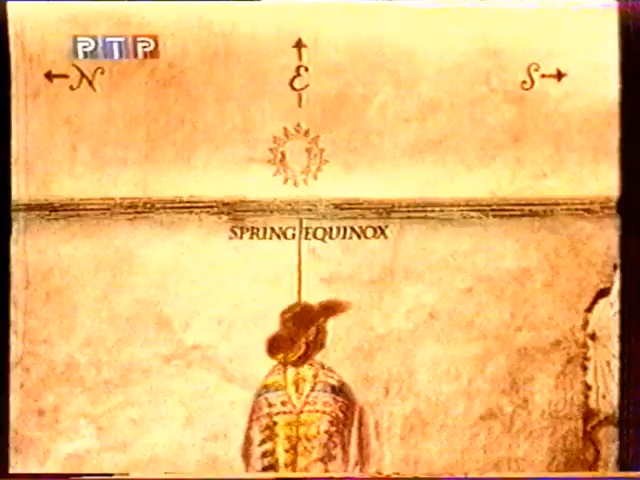 РТР
←N E S→
SPRING EQUINOX